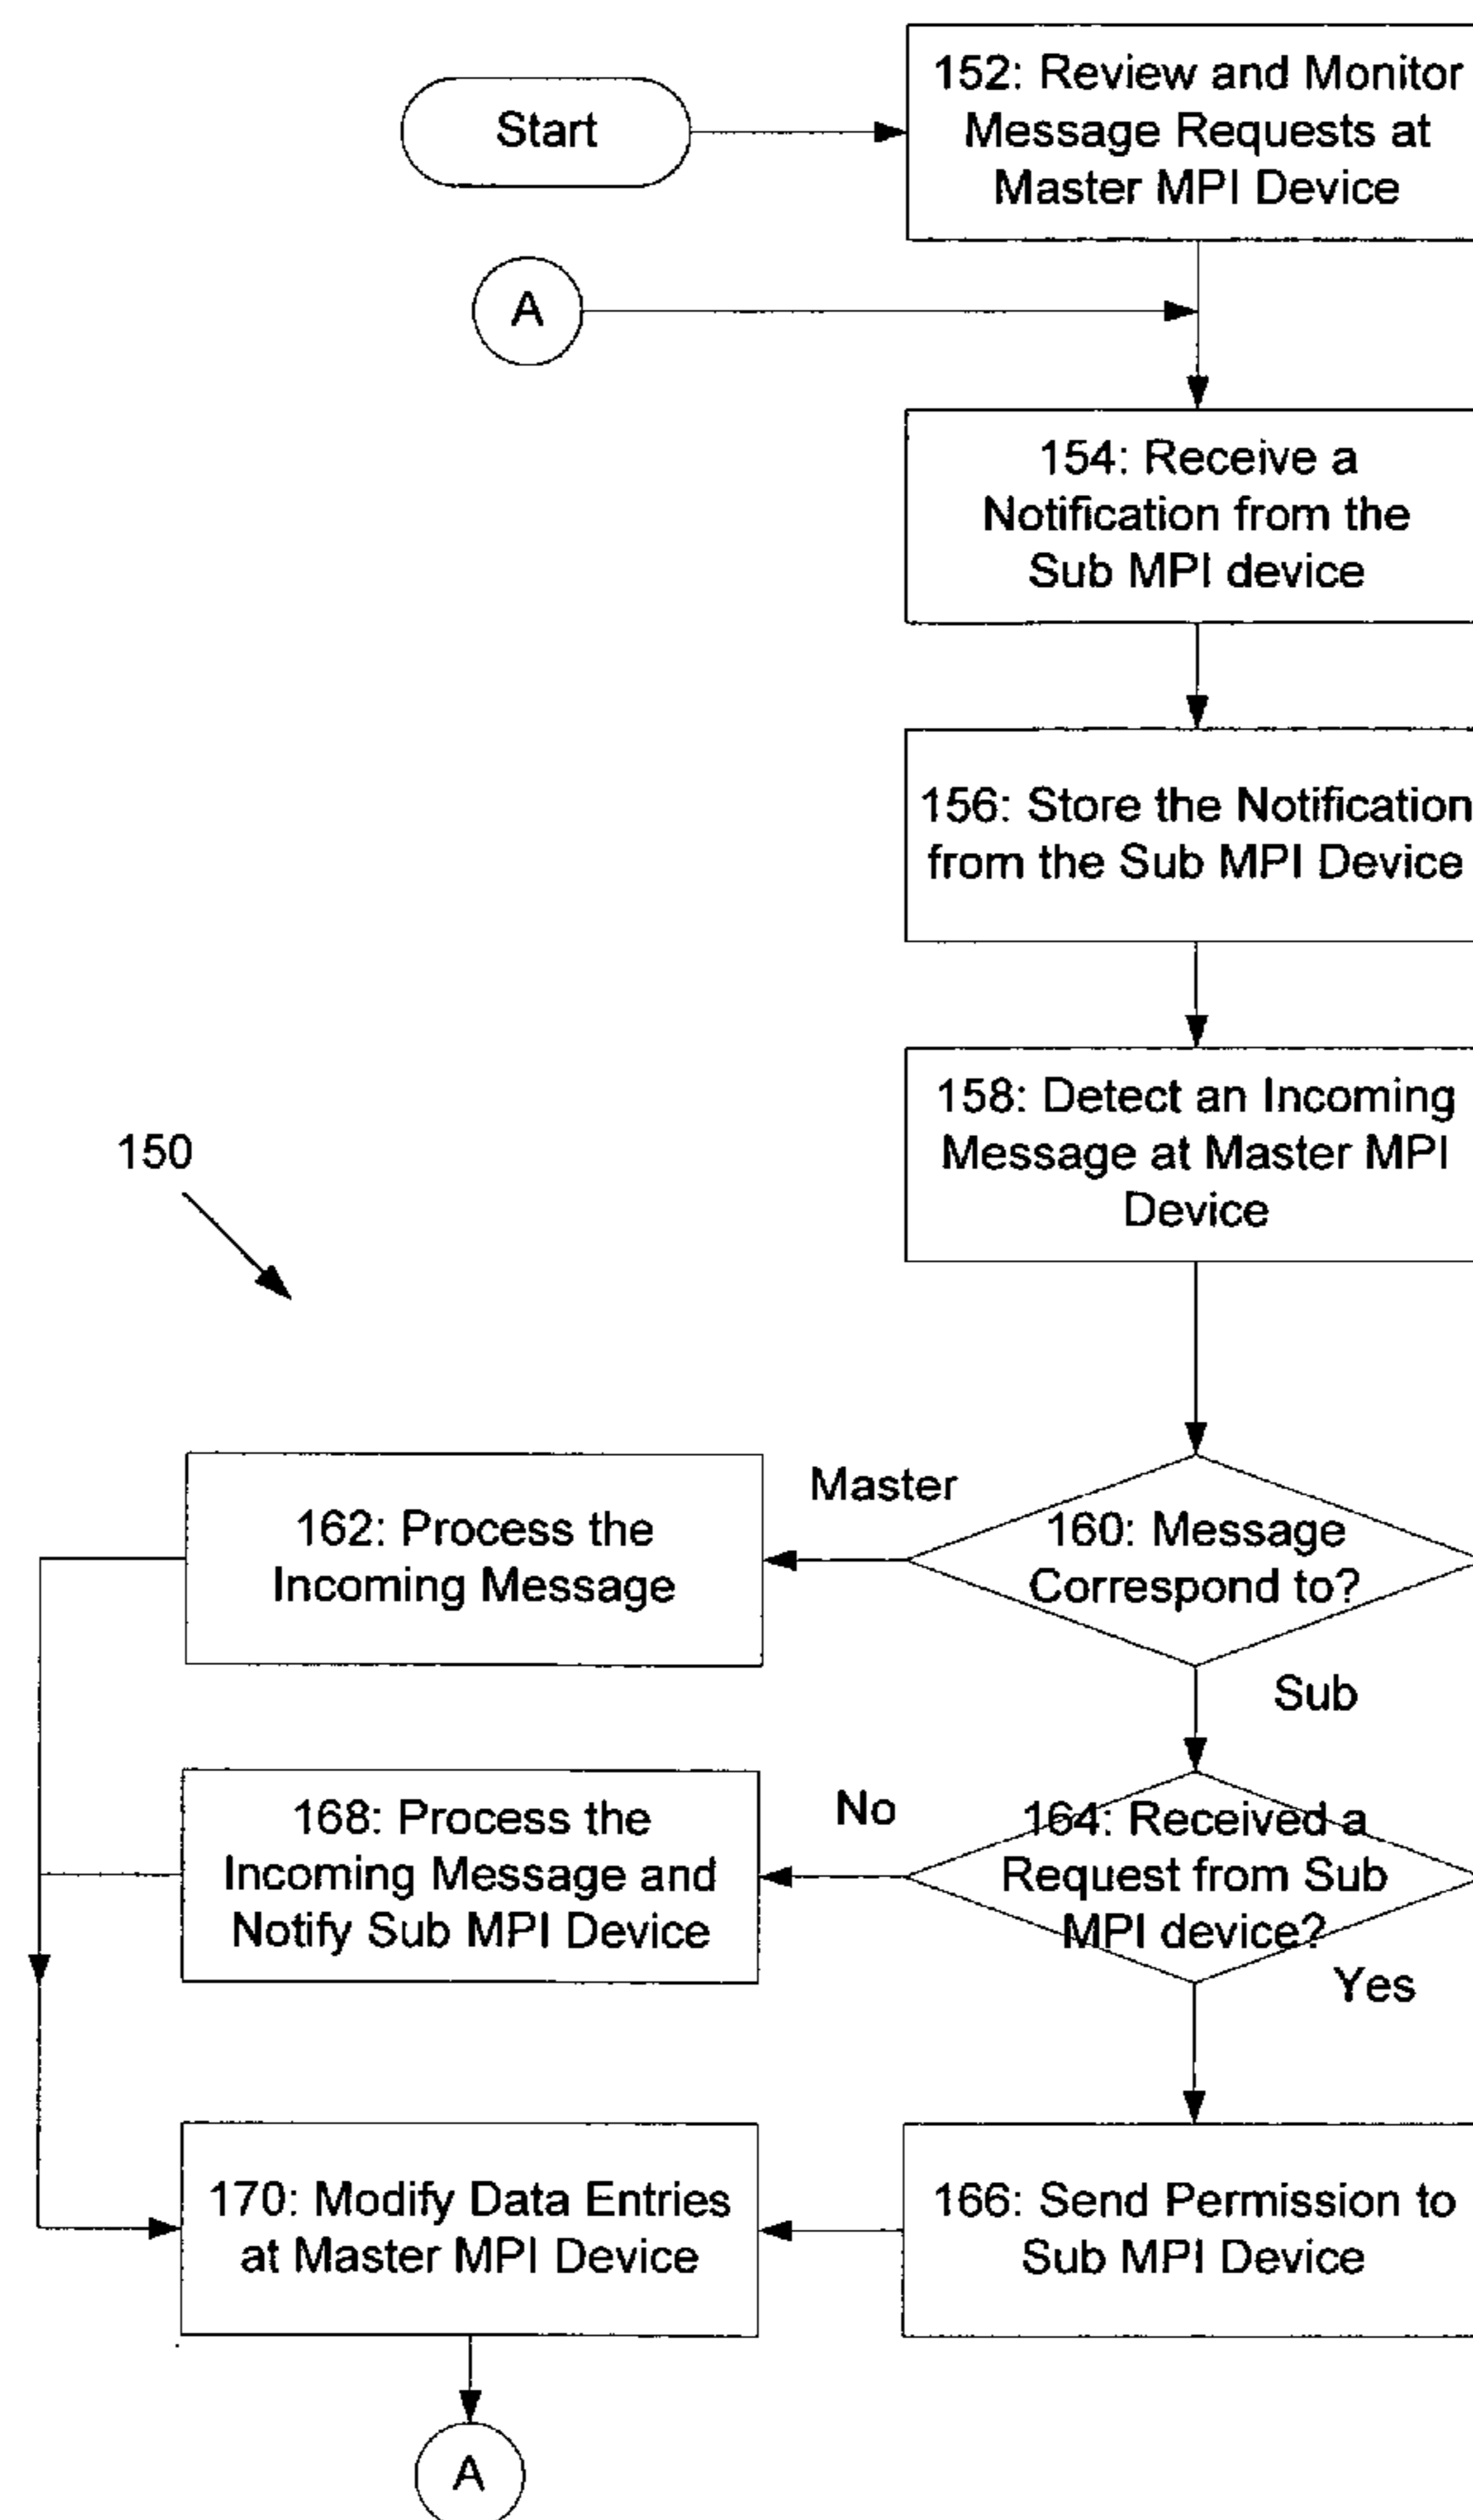 Start
152: Review and Monitor
Message Requests at
Master MPI Device
A
154: Receive a
Notification from the
Sub MPI device
156: Store the Notification
from the Sub MPI Device
158: Detect an Incoming
Message at Master MPI
Device
150
Master
160: Message
Correspond to?
162: Process the
Incoming Message
Sub
No
164: Received a
Request from Sub
MPI device?
168: Process the
Incoming Message and
Notify Sub MPI Device
Yes
170: Modify Data Entries
at Master MPI Device
166: Send Permission to
Sub MPI Device
A